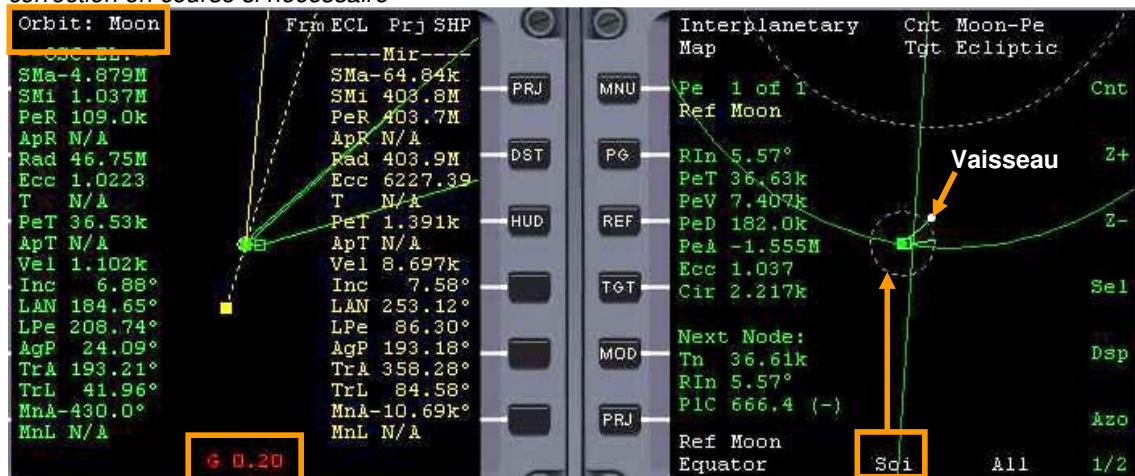 correction en course si nécessaire
Orbit: Moon Frm ECL Prj SHP
--OSC.EL.--
SMa-4.879M
SMi 1.037M
PeR 109.0k
ApR N/A
Rad 46.75M
Ecc 1.0223
T N/A
PeT 36.53k
ApT N/A
Vel 1.102k
Inc 6.88°
LAN 184.65°
LPe 208.74°
AgP 24.09°
TrA 193.21°
TrL 41.96°
MnA-430.0°
MnL N/A
G 0.20
----Mir----
SMa-64.84k
SMi 403.8M
PeR 403.7M
ApR N/A
Rad 403.9M
Ecc 6227.39
T N/A
PeT 1.391k
ApT N/A
Vel 8.697k
Inc 7.58°
LAN 253.12°
LPe 86.30°
AgP 193.18°
TrA 358.28°
TrL 84.58°
MnA-10.69k°
MnL N/A
PRJ
DST
HUD
MNU
PG
REF
TGT
MOD
PRJ
Interplanetary Cnt Moon-Pe
Map Tgt Ecliptic
Pe 1 of 1
Ref Moon
RIn 5.57°
PeT 36.63k
PeV 7.407k
PeD 182.0k
PeA -1.555M
Ecc 1.037
Cir 2.217k
Next Node:
Tn 36.61k
RIn 5.57°
PlC 666.4 (-)
Ref Moon
Equator Soi All 1/2
Vaisseau
Cnt
Z+
Z-
Sel
Dsp
Azo